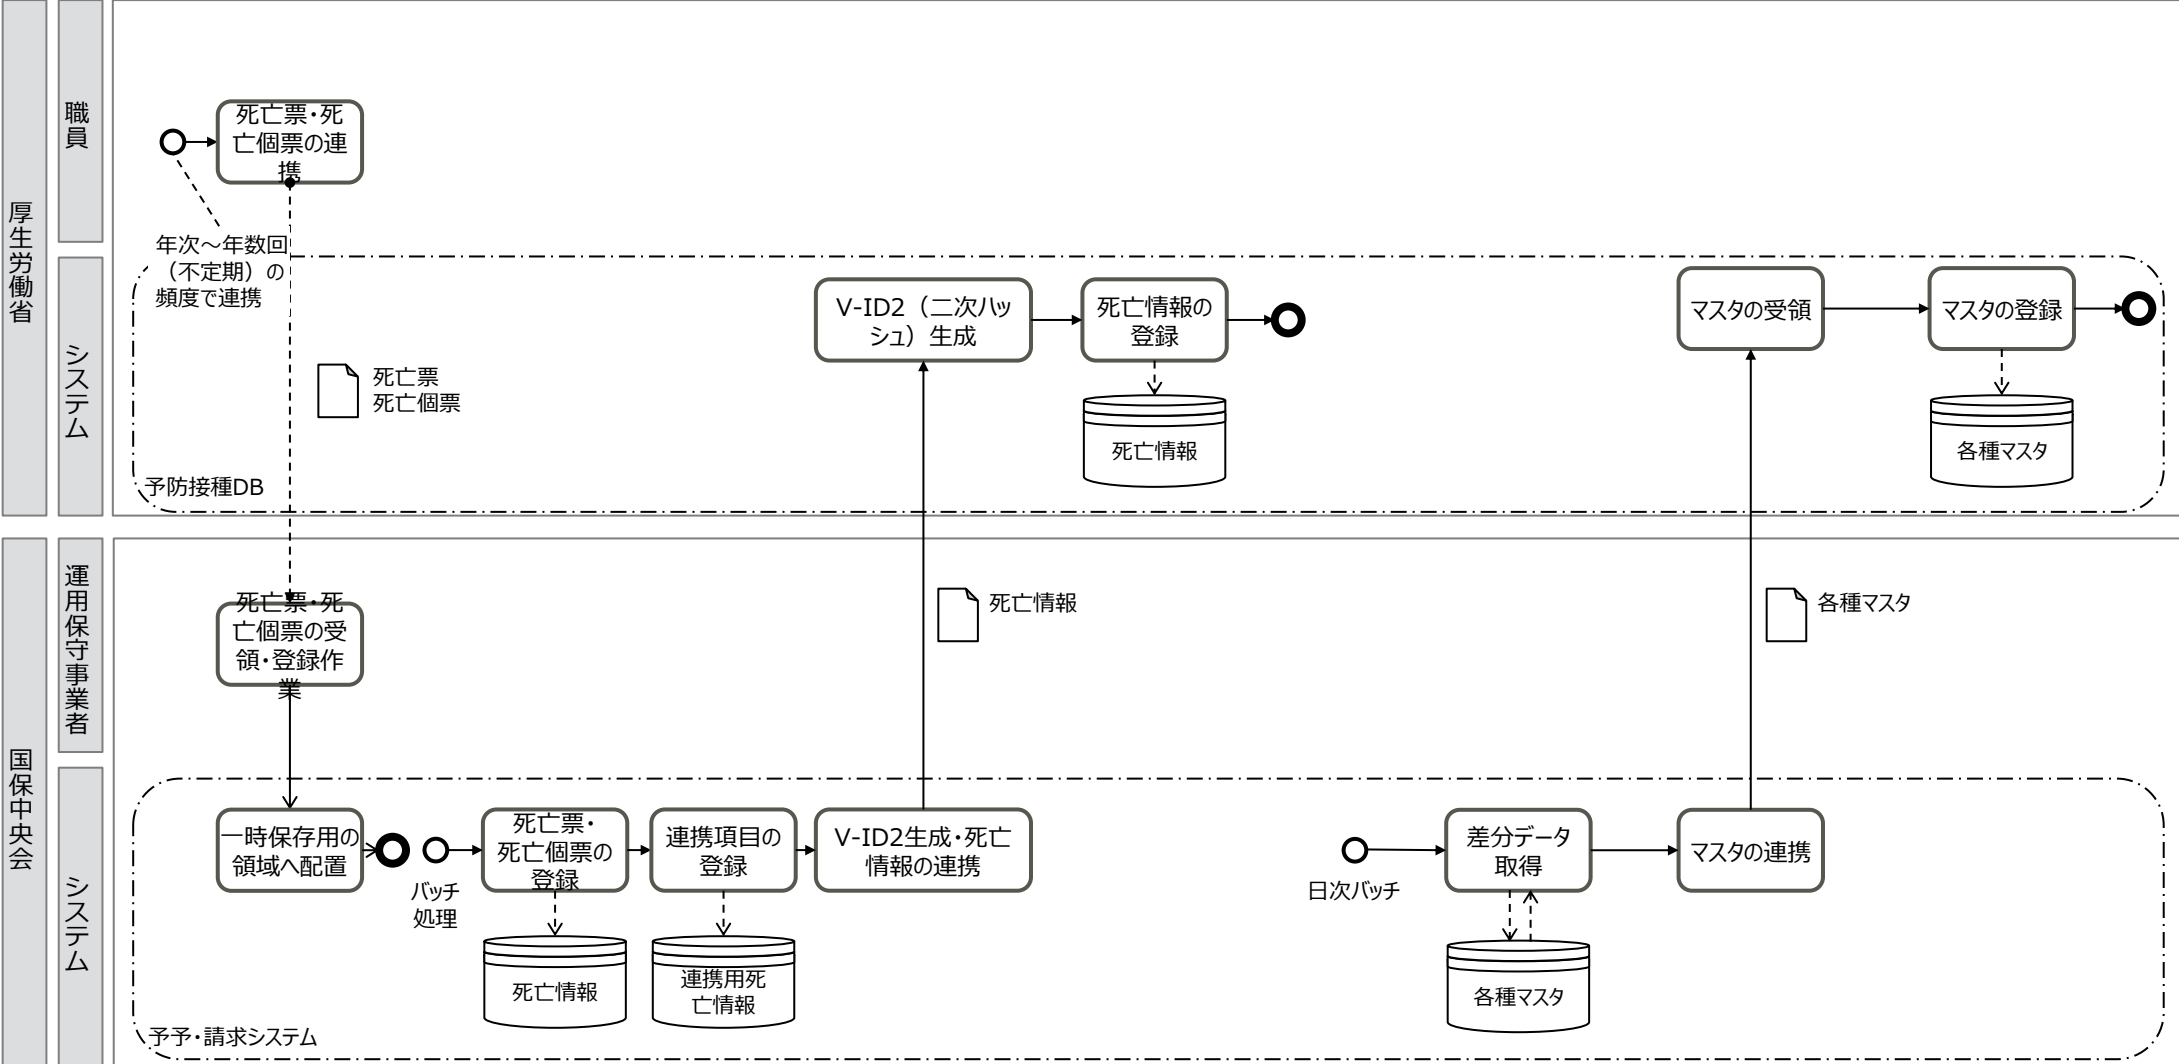 厚生労働省
職員
死亡票・死
亡個票の連
携
年次～年数回
（不定期）の
頻度で連携
システム
V-ID2（二次ハッ
シュ）生成
死亡情報の
登録
マスタの受領
マスタの登録
死亡票
死亡個票
死亡情報
各種マスタ
予防接種DB
国保中央会
運用保守事業者
死亡票・死
亡個票の受
領・登録作
業
死亡情報
各種マスタ
システム
一時保存用の
領域へ配置
バッチ
処理
死亡票・
死亡個票の
登録
連携項目の
登録
V-ID2生成・死亡
情報の連携
日次バッチ
差分データ
取得
マスタの連携
死亡情報
連携用死
亡情報
各種マスタ
予予・請求システム